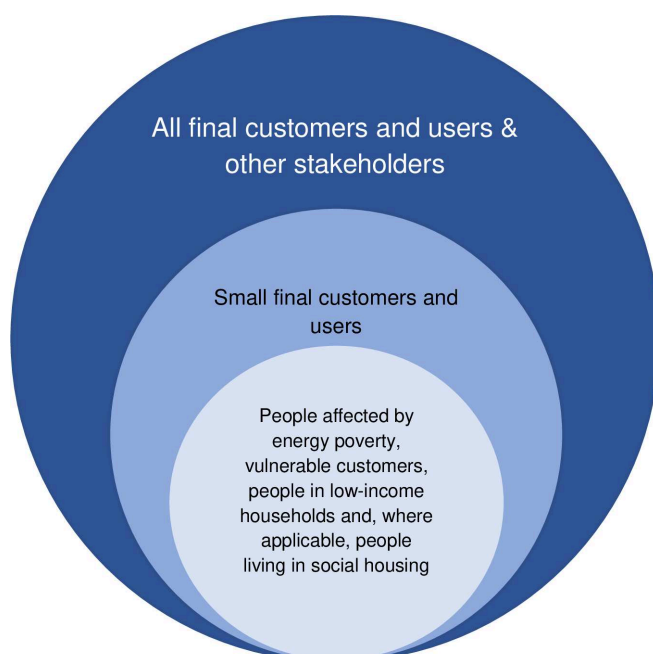 All final customers and users &
other stakeholders
Small final customers and
users
People affected by
energy poverty,
vulnerable customers,
people in low-income
households and, where
applicable, people
living in social housing